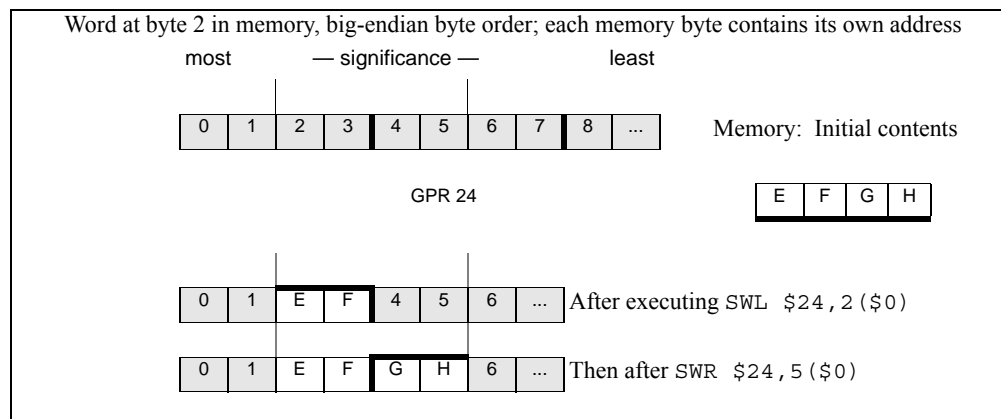 Word at byte 2 in memory, big-endian byte order; each memory byte contains its own address
most — significance — least
0 1 2 3 4 5 6 7 8 ... Memory: Initial contents
GPR 24 E F G H
0 1 E F 4 5 6 ... After executing SWL $24,2($0)
0 1 E F G H 6 ... Then after SWR $24,5($0)